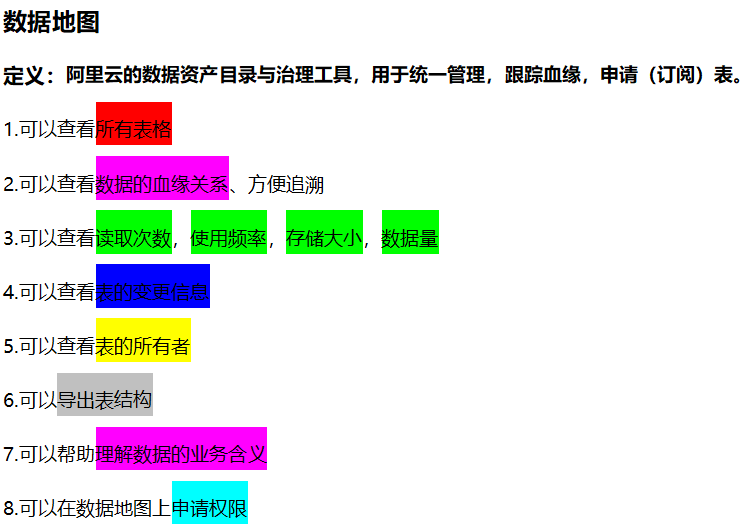 数据地图
定义：阿里云的数据资产目录与治理工具，用于统一管理，跟踪血缘，申请（订阅）表。
1.可以查看所有表格
2.可以查看数据的血缘关系、方便追溯
3.可以查看读取次数，使用频率，存储大小，数据量
4.可以查看表的变更信息
5.可以查看表的所有者
6.可以导出表结构
7.可以帮助理解数据的业务含义
8.可以在数据地图上申请权限